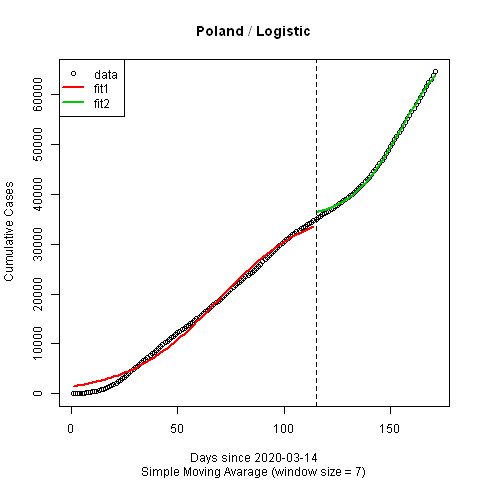 Poland / Logistic
data
fit1
fit2
Cumulative Cases
0
10000
20000
30000
40000
50000
60000
0
50
100
150
Days since 2020-03-14
Simple Moving Avarage (window size = 7)